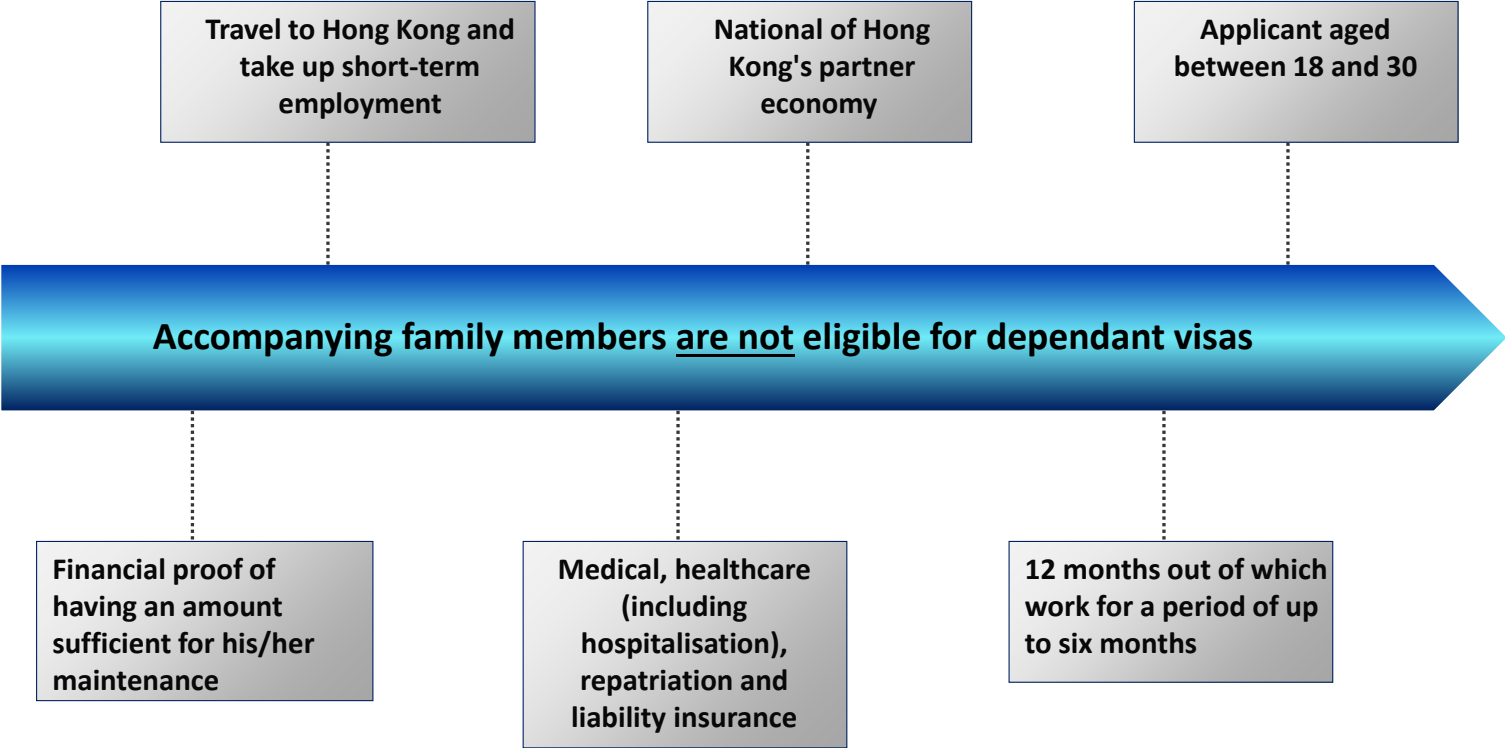 Travel to Hong Kong and
take up short-term
employment
National of Hong
Kong's partner
economy
Applicant aged
between 18 and 30
Accompanying family members are not eligible for dependant visas
Financial proof of
having an amount
sufficient for his/her
maintenance
Medical, healthcare
(including
hospitalisation),
repatriation and
liability insurance
12 months out of which
work for a period of up
to six months